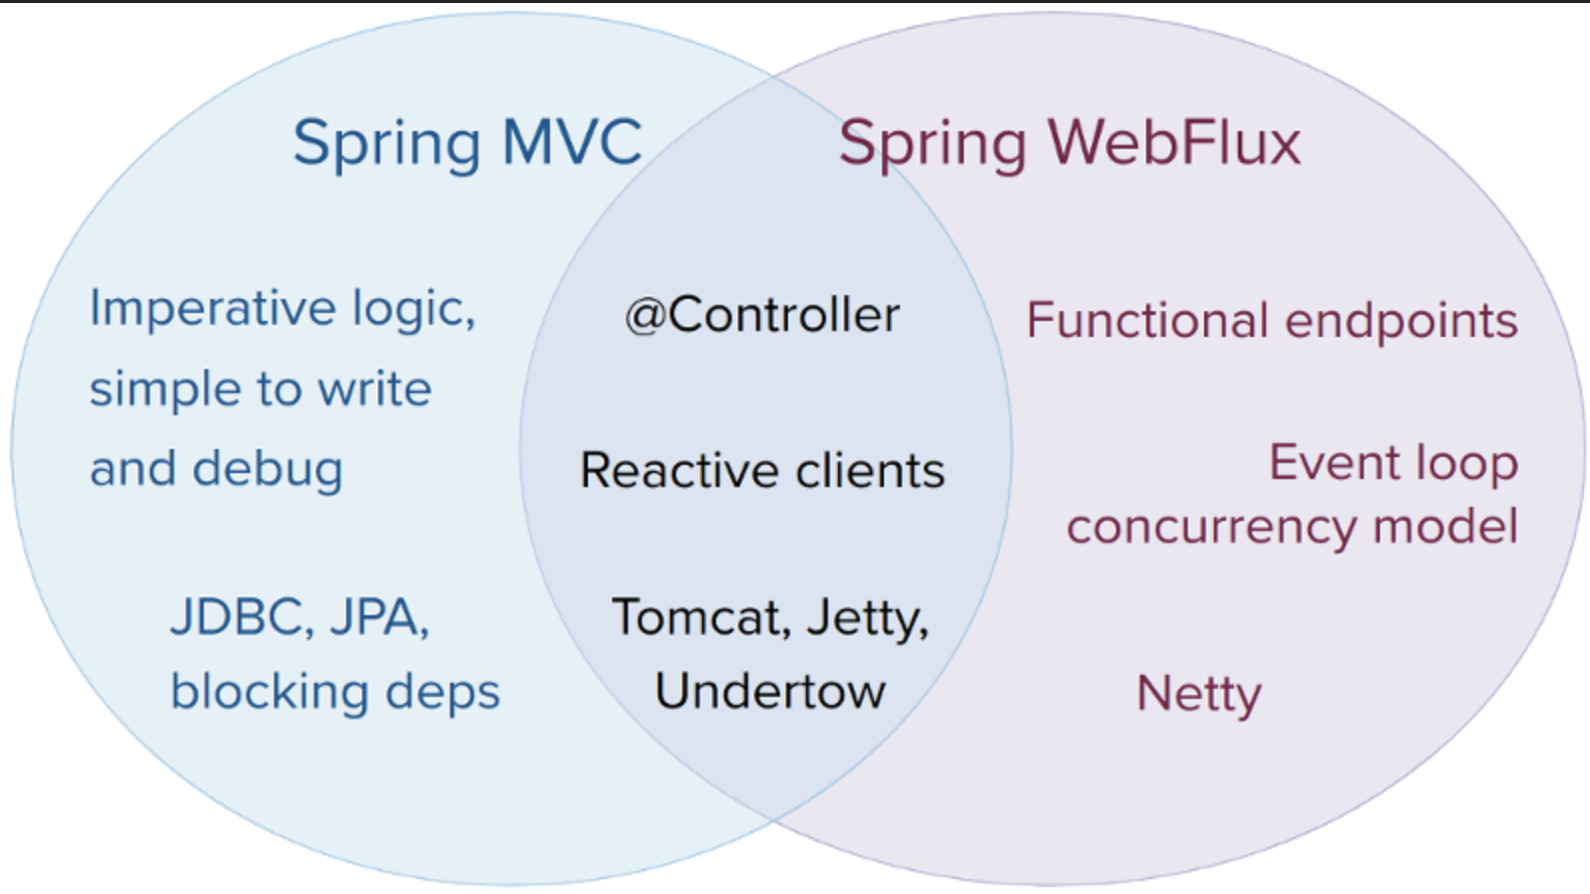 Spring MVC
Spring WebFlux
Imperative logic,
simple to write
and debug
JDBC, JPA,
blocking deps
@Controller
Reactive clients
Tomcat, Jetty,
Undertow
Functional endpoints
Event loop
concurrency model
Netty